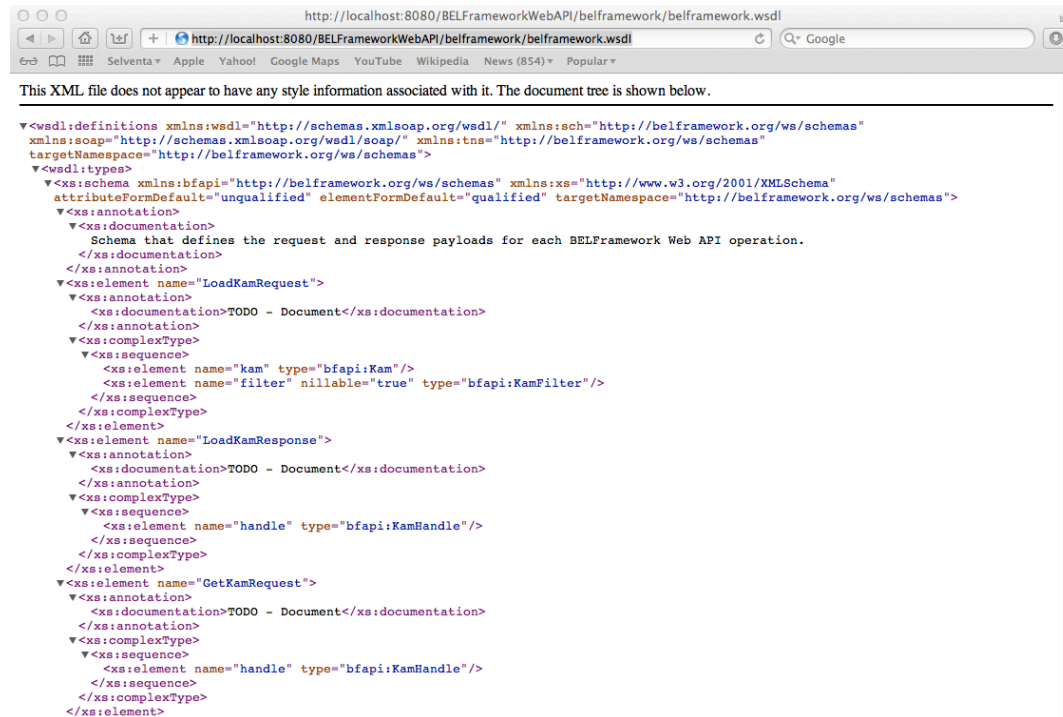 http://localhost:8080/BELFrameworkWebAPI/belframework/belframework.wsdl
http://localhost:8080/BELFrameworkWebAPI/belframework/belframework.wsdl
Google
Selventa Apple Yahoo! Google Maps YouTube Wikipedia News (854) Popular
This XML file does not appear to have any style information associated with it. The document tree is shown below.
▼<wsdl:definitions xmlns:wsdl="http://schemas.xmlsoap.org/wsdl/" xmlns:sch="http://belframework.org/ws/schemas"
xmlns:soap="http://schemas.xmlsoap.org/wsdl/soap/" xmlns:tns="http://belframework.org/ws/schemas"
targetNamespace="http://belframework.org/ws/schemas">
▼<wsdl:types>
▼<xs:schema xmlns:bfapi="http://belframework.org/ws/schemas" xmlns:xs="http://www.w3.org/2001/XMLSchema"
attributeFormDefault="unqualified" elementFormDefault="qualified" targetNamespace="http://belframework.org/ws/schemas">
▼<xs:annotation>
▼<xs:documentation>
Schema that defines the request and response payloads for each BELFramework Web API operation.
</xs:documentation>
</xs:annotation>
▼<xs:element name="LoadKamRequest">
▼<xs:annotation>
<xs:documentation>TODO - Document</xs:documentation>
</xs:annotation>
▼<xs:complexType>
▼<xs:sequence>
<xs:element name="kam" type="bfapi:Kam"/>
<xs:element name="filter" nillable="true" type="bfapi:KamFilter"/>
</xs:sequence>
</xs:complexType>
</xs:element>
▼<xs:element name="LoadKamResponse">
▼<xs:annotation>
<xs:documentation>TODO - Document</xs:documentation>
</xs:annotation>
▼<xs:complexType>
▼<xs:sequence>
<xs:element name="handle" type="bfapi:KamHandle"/>
</xs:sequence>
</xs:complexType>
</xs:element>
▼<xs:element name="GetKamRequest">
▼<xs:annotation>
<xs:documentation>TODO - Document</xs:documentation>
</xs:annotation>
▼<xs:complexType>
▼<xs:sequence>
<xs:element name="handle" type="bfapi:KamHandle"/>
</xs:sequence>
</xs:complexType>
</xs:element>